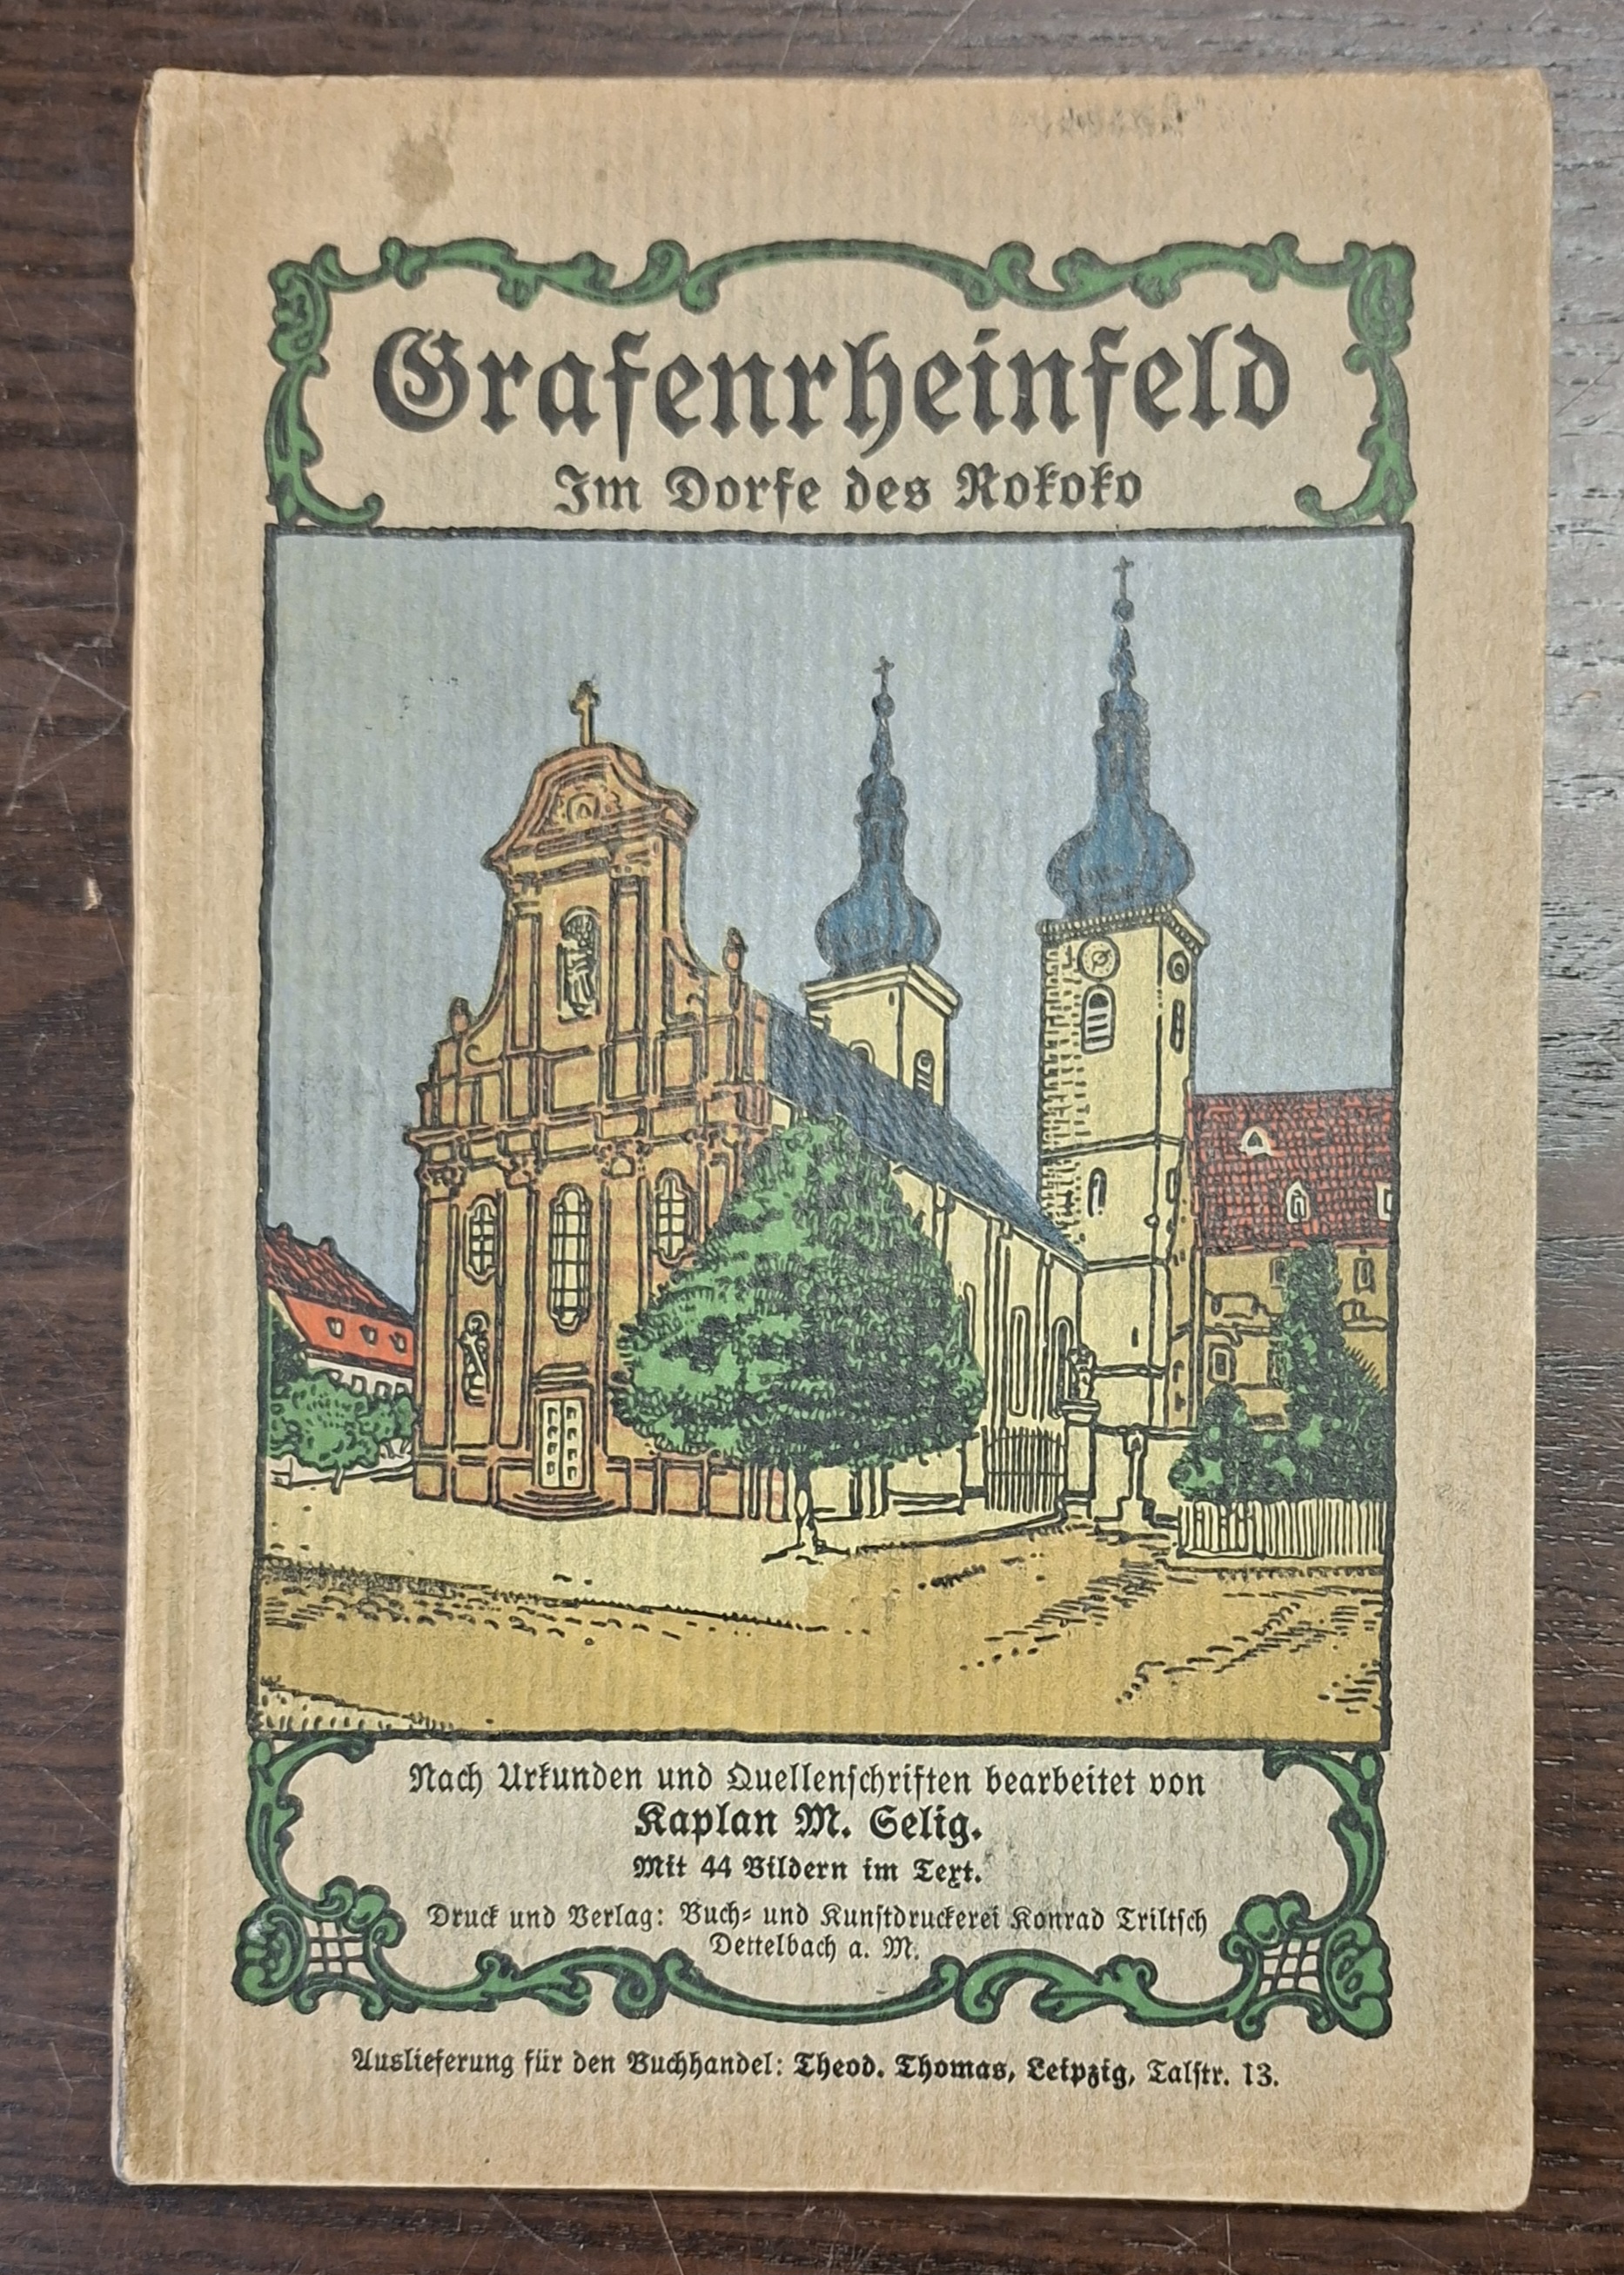 Grafenrheinfeld
Im Dorfe des Rokoko
Nach Urkunden und Quellenschriften bearbeitet von
Kaplan M. Selig.
Mit 44 Bildern im Text.
Druck und Verlag: Buch- und Kunstdruckerei Konrad Triltsch
Dettelbach a. M.
Auslieferung für den Buchhandel: Theod. Thomas, Leipzig, Talstr. 13.